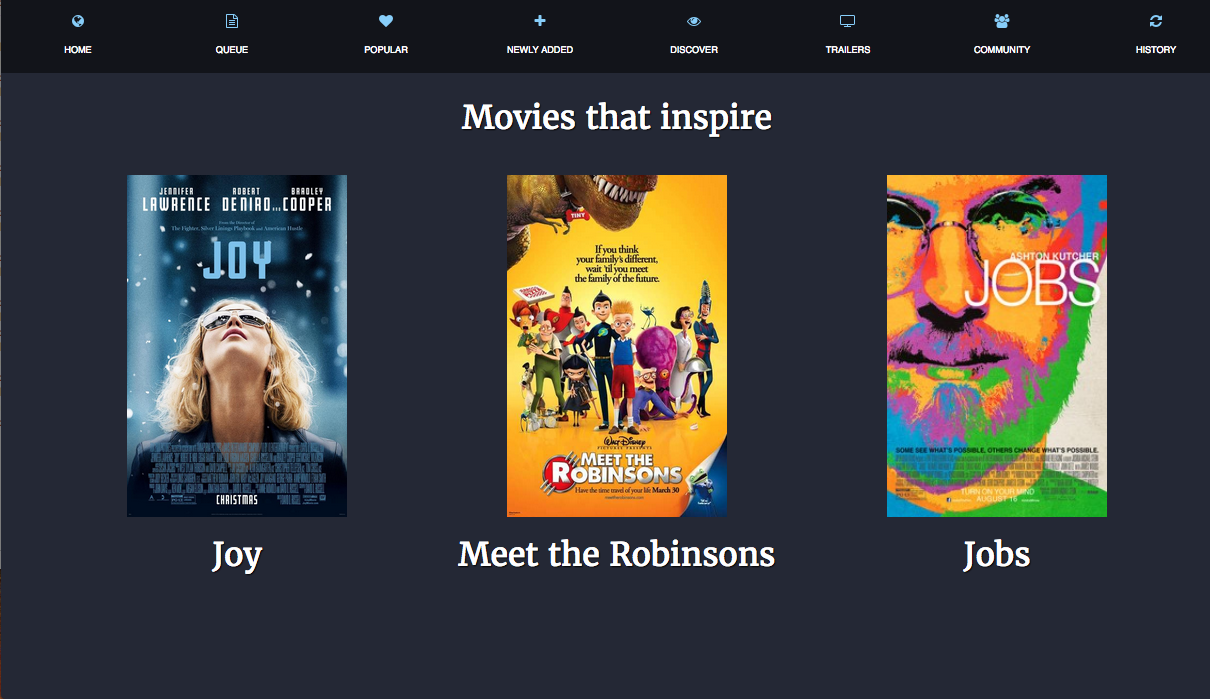 HOME QUEUE POPULAR NEWLY ADDED DISCOVER TRAILERS COMMUNITY HISTORY
Movies that inspire
JENNIFER ROBERT BRADLEY
LAWRENCE DE NIRO COOPER
From the Director of
The Fighter, Silver Linings Playbook and American Hustle
JOY
CHRISTMAS
TINY
If you think
your family's different,
wait 'til you meet
the family of the future.
WALT DISNEY
PICTURES PRESENTS
MEET THE
ROBINSONS
Have the time travel of your life March 30
ASHTON KUTCHER
JOBS
SOME SEE WHAT'S POSSIBLE, OTHERS CHANGE WHAT'S POSSIBLE.
TURN ON YOUR MIND
AUGUST 16
Joy
Meet the Robinsons
Jobs